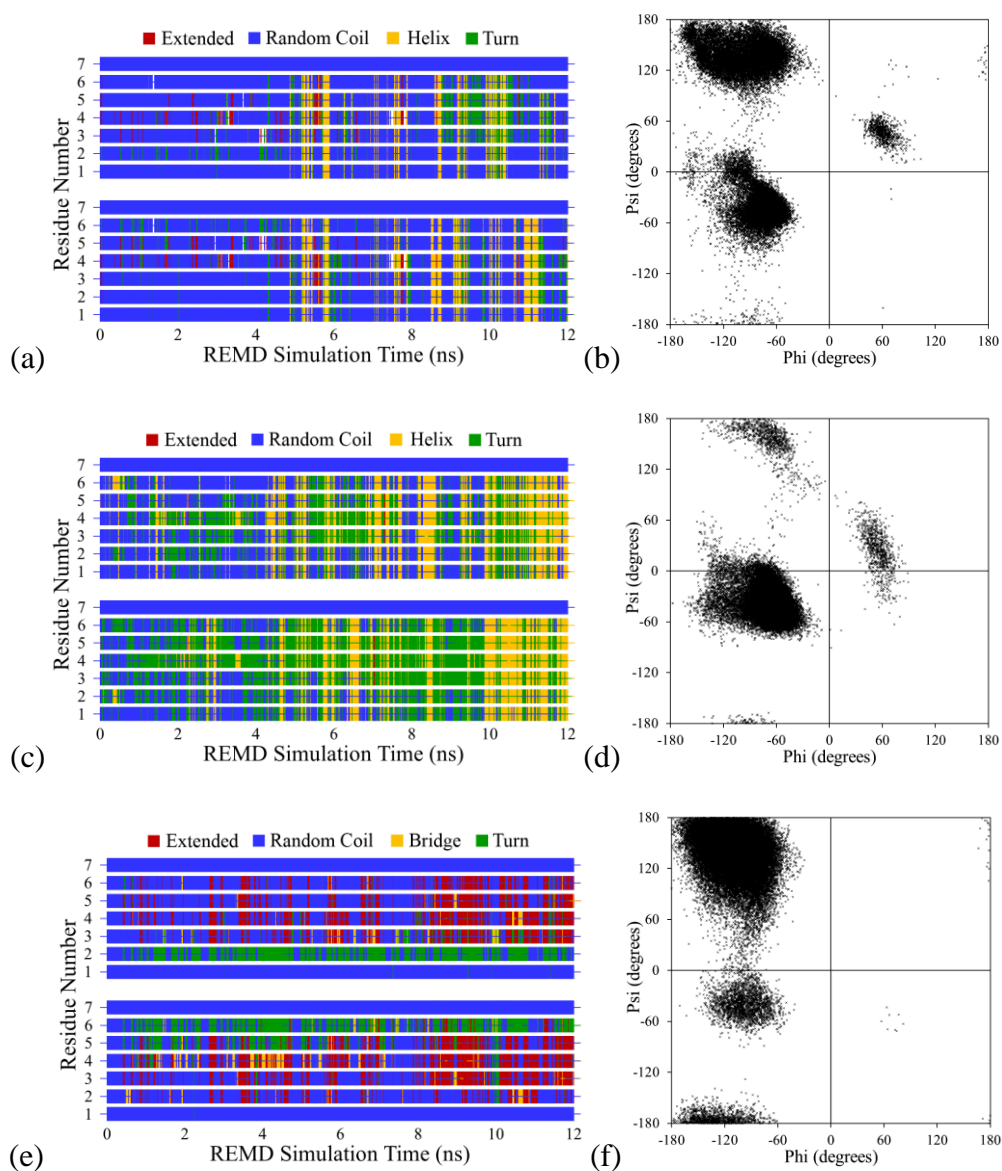 Extended Random Coil Helix Turn
Residue Number
7
6
5
4
3
2
1
7
6
5
4
3
2
1
0 2 4 6 8 10 12
REMD Simulation Time (ns)
(a)
Psi (degrees)
180
120
60
0
-60
-120
-180
-180 -120 -60 0 60 120 180
Phi (degrees)
(b)
Extended Random Coil Helix Turn
Residue Number
7
6
5
4
3
2
1
7
6
5
4
3
2
1
0 2 4 6 8 10 12
REMD Simulation Time (ns)
(c)
Psi (degrees)
180
120
60
0
-60
-120
-180
-180 -120 -60 0 60 120 180
Phi (degrees)
(d)
Extended Random Coil Bridge Turn
Residue Number
7
6
5
4
3
2
1
7
6
5
4
3
2
1
0 2 4 6 8 10 12
REMD Simulation Time (ns)
(e)
Psi (degrees)
180
120
60
0
-60
-120
-180
-180 -120 -60 0 60 120 180
Phi (degrees)
(f)